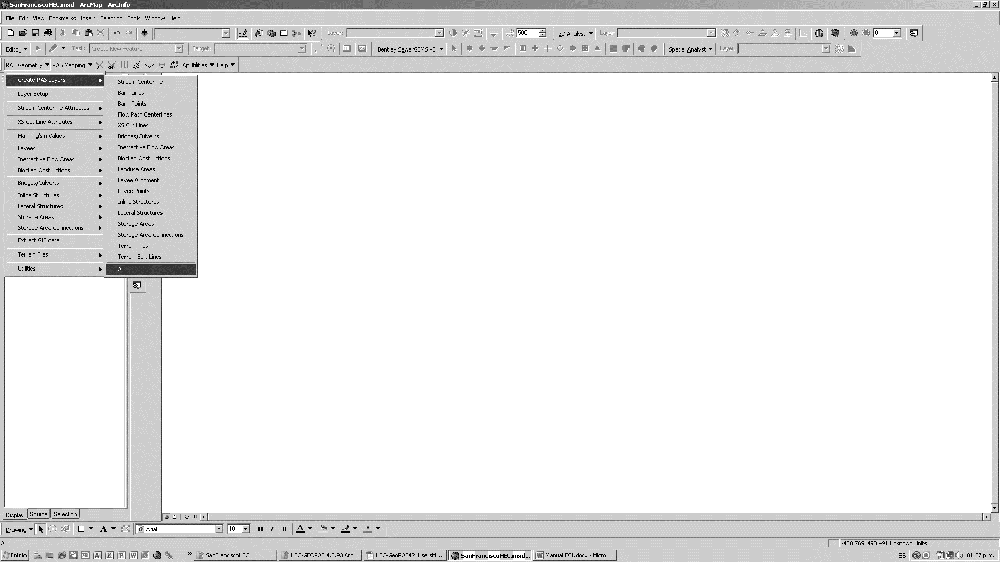 SanFranciscoHEC.mxd - ArcMap - ArcInfo
File Edit View Bookmarks Insert Selection Tools Window Help
Layer: 500 3D Analyst Layer: 0
Editor Task: Create New Feature Target: Bentley SewerGEMS V8i Spatial Analyst Layer:
RAS Geometry RAS Mapping ID RM ApUtilities Help
Create RAS Layers
Layer Setup
Stream Centerline Attributes
XS Cut Line Attributes
Manning's n Values
Levees
Ineffective Flow Areas
Blocked Obstructions
Bridges/Culverts
Inline Structures
Lateral Structures
Storage Areas
Storage Area Connections
Extract GIS data
Terrain Tiles
Utilities
Stream Centerline
Bank Lines
Bank Points
Flow Path Centerlines
XS Cut Lines
Bridges/Culverts
Ineffective Flow Areas
Blocked Obstructions
Landuse Areas
Levee Alignment
Levee Points
Inline Structures
Lateral Structures
Storage Areas
Storage Area Connections
Terrain Tiles
Terrain Split Lines
All
Display Source Selection
Drawing A Arial 10 B I U A
All
-430.769 493.491 Unknown Units
Inicio SanFranciscoHEC HEC-GEORAS 4.2.93 Arc... HEC-GeoRAS42_UsersM... SanFranciscoHEC.mxd... Manual ECI.docx - Micro... ES 01:27 p.m.